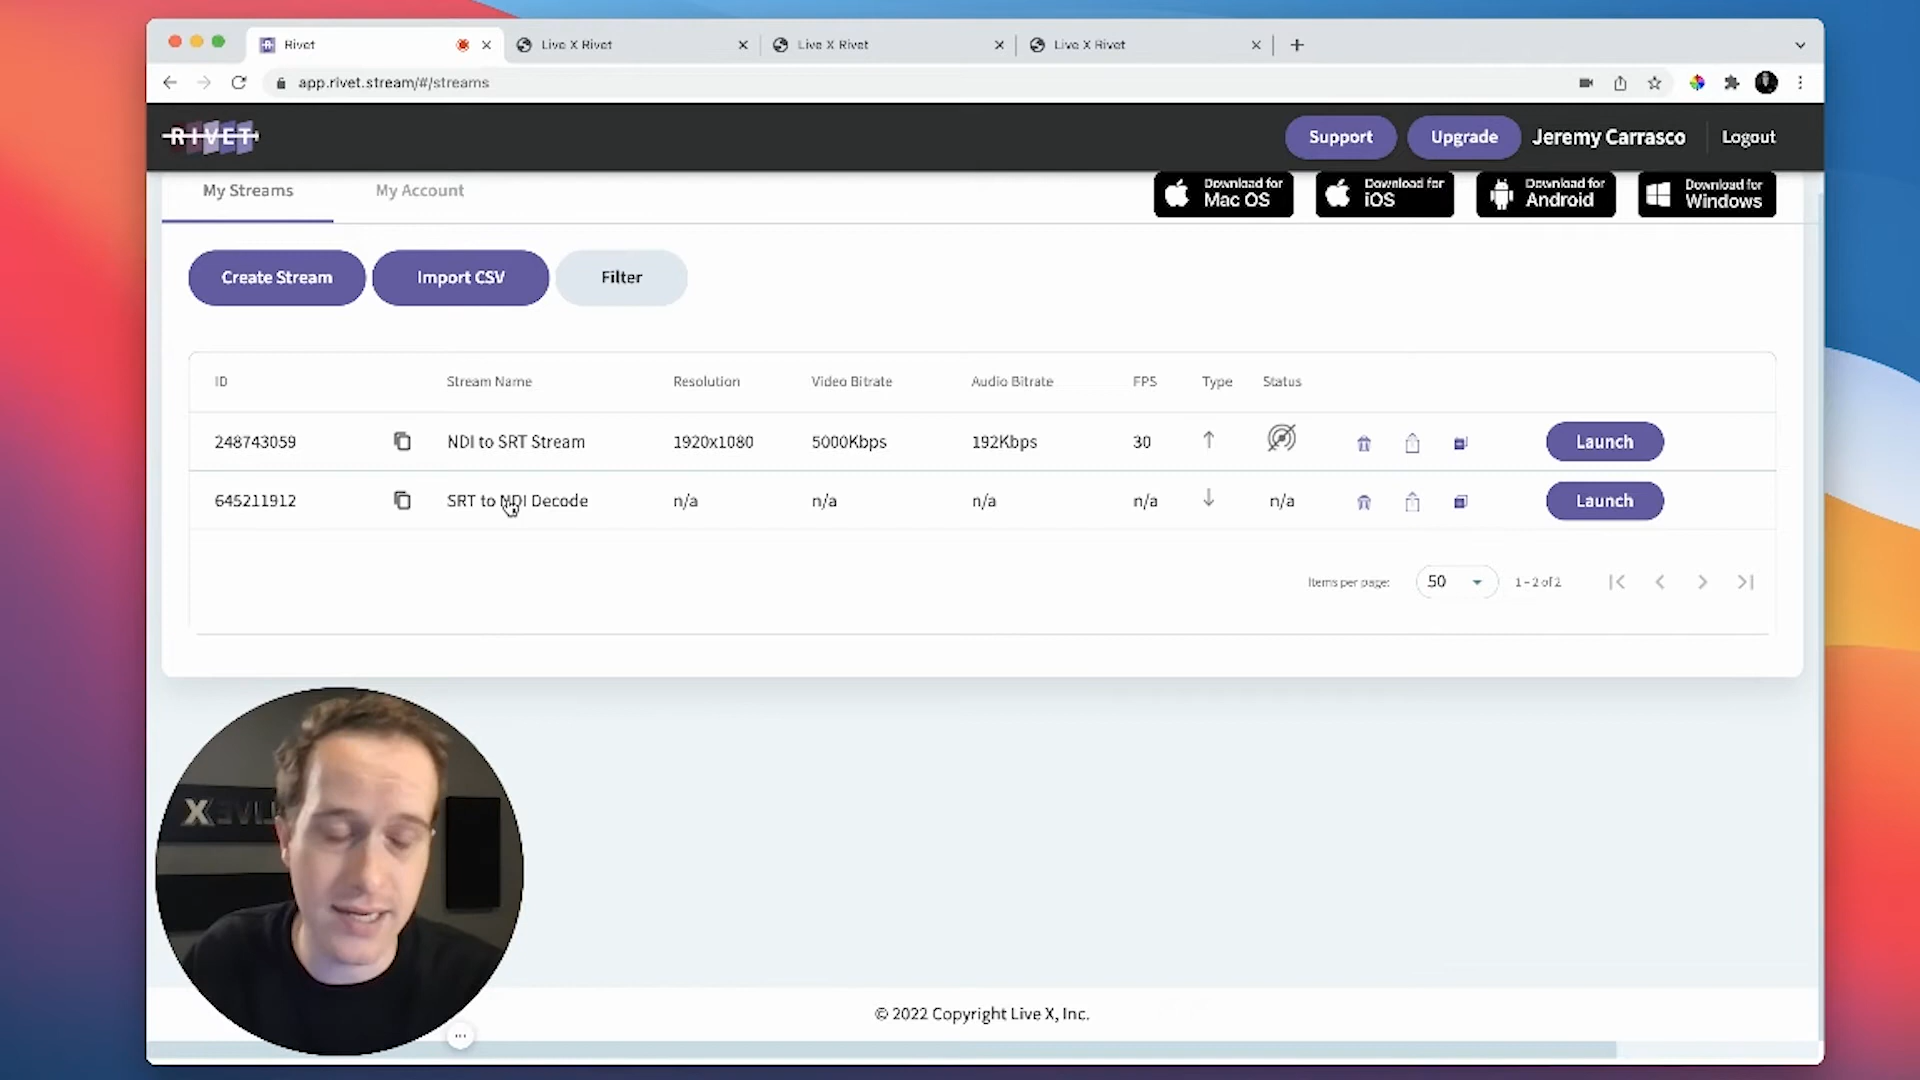 Rivet
Live X Rivet
Live X Rivet
Live X Rivet
app.rivet.stream/#/streams
RIVET
Support
Upgrade
Jeremy Carrasco
Logout
My Streams
My Account
Download for
Mac OS
Download for
iOS
Download for
Android
Download for
Windows
Create Stream
Import CSV
Filter
ID
Stream Name
Resolution
Video Bitrate
Audio Bitrate
FPS
Type
Status
248743059
NDI to SRT Stream
1920x1080
5000Kbps
192Kbps
30
Launch
645211912
SRT to NDI Decode
n/a
n/a
n/a
n/a
n/a
Launch
Items per page:
50
1 – 2 of 2
LIVEX
© 2022 Copyright Live X, Inc.